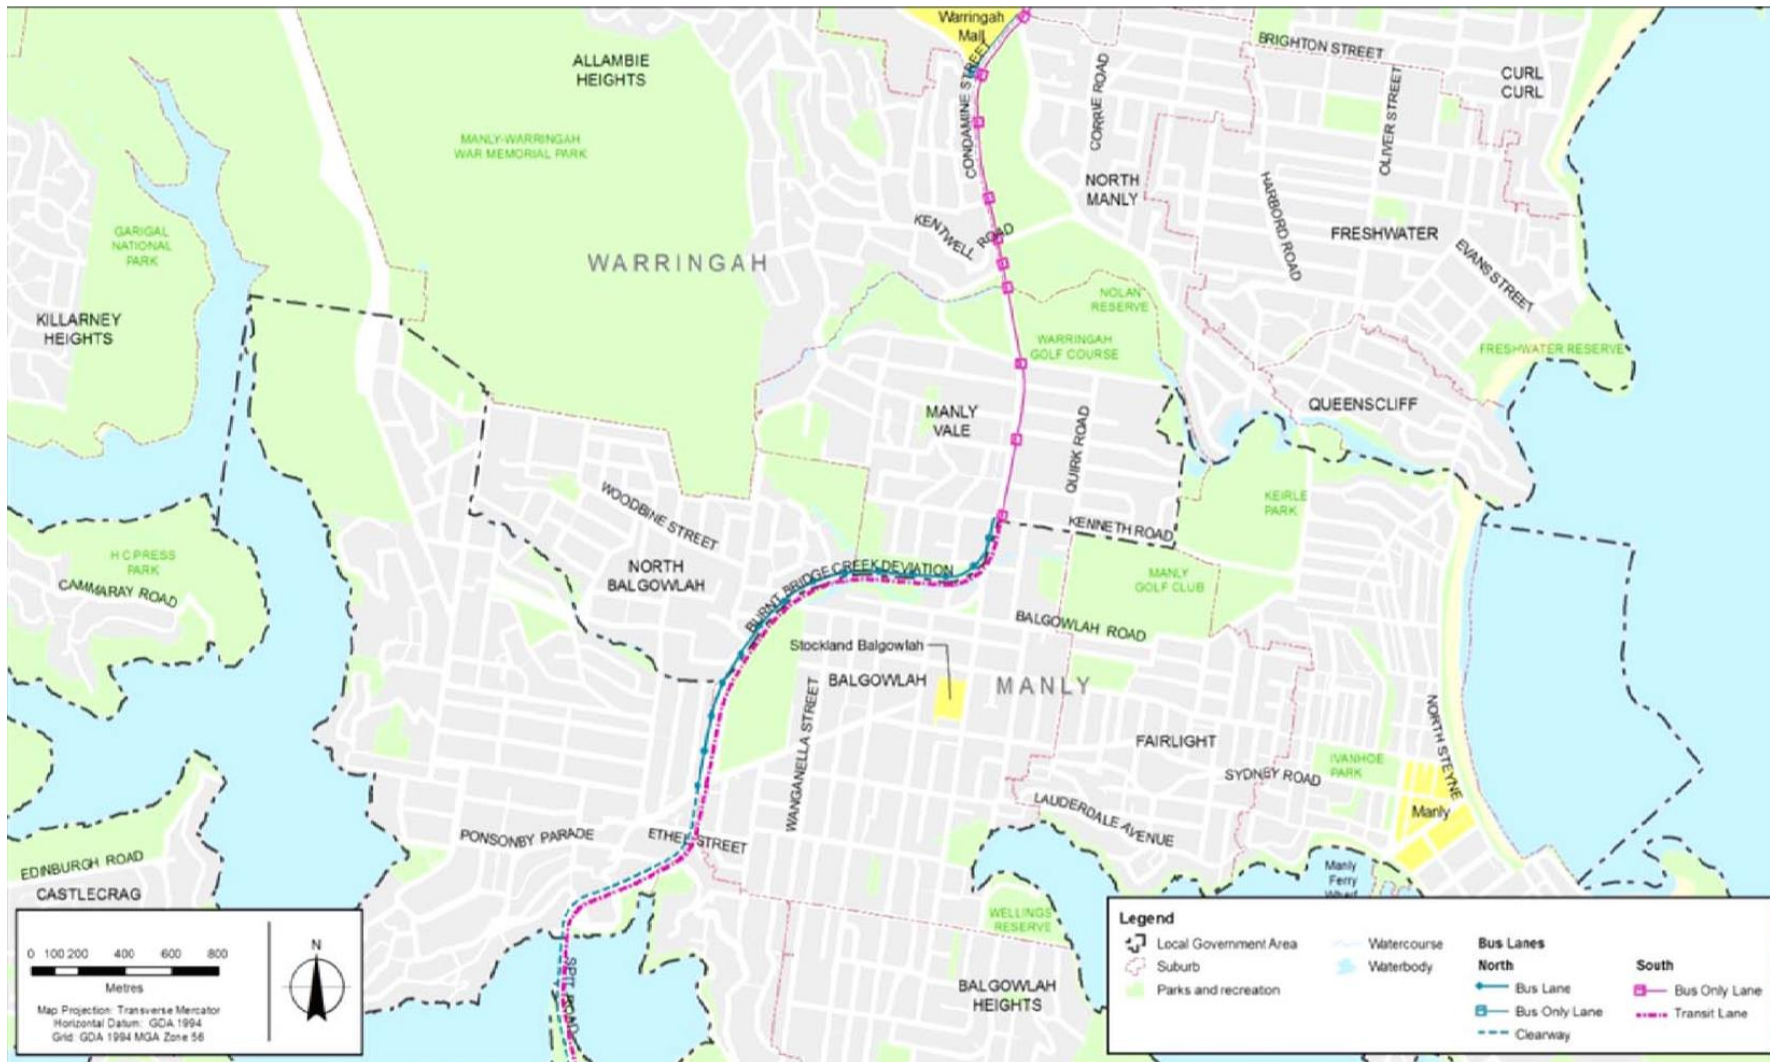 Warringah
Mall
BRIGHTON STREET
ALLAMBIE
HEIGHTS
CURL
CURL
CONDAMINE STREET
CORRIE ROAD
OLIVER STREET
MANLY-WARRINGAH
WAR MEMORIAL PARK
NORTH
MANLY
HARBORD ROAD
GARIGAL
NATIONAL
PARK
KENTWELL ROAD
FRESHWATER
EVANS STREET
WARRINGAH
NOLAN
RESERVE
KILLARNEY
HEIGHTS
WARRINGAH
GOLF COURSE
FRESHWATER RESERVE
MANLY
VALE
QUEENSCLIFF
QUIRK ROAD
WOODBINE STREET
KEIRLE
PARK
KENNETH ROAD
H C PRESS
PARK
CAMMARAY ROAD
NORTH
BALGOWLAH
BURNT BRIDGE CREEK DEVIATION
MANLY
GOLF CLUB
BALGOWLAH ROAD
Stockland Balgowlah
BALGOWLAH
MANLY
WANGANELLA STREET
NORTH STEYNE
FAIRLIGHT
SYDNEY ROAD
IVANHOE
PARK
LAUDERDALE AVENUE
Manly
PONSONBY PARADE
ETHEL STREET
EDINBURGH ROAD
CASTLECRAG
Manly
Ferry
Wharf
WELLINGS
RESERVE
SPIT ROAD
BALGOWLAH
HEIGHTS
0 100 200 400 600 800
Metres
Map Projection: Transverse Mercator
Horizontal Datum: GDA 1994
Grid: GDA 1994 MGA Zone 56
N
Legend
Local Government Area
Suburb
Parks and recreation
Watercourse
Waterbody
Bus Lanes
North
Bus Lane
Bus Only Lane
Clearway
South
Bus Only Lane
Transit Lane